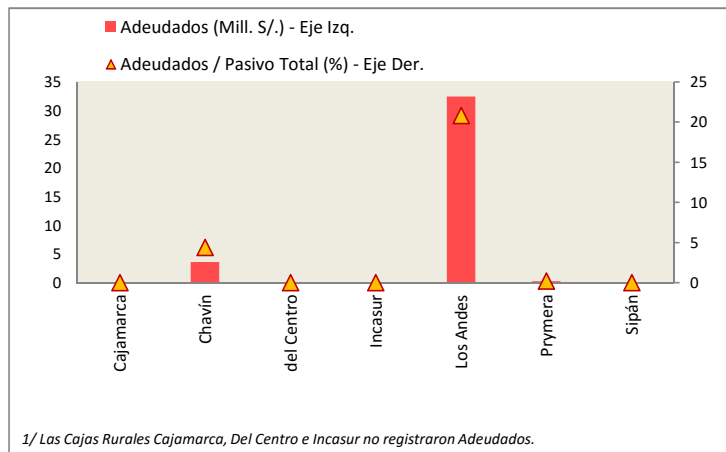 Adeudados (Mill. S/.) - Eje Izq.
Adeudados / Pasivo Total (%) - Eje Der.
35
30
25
20
15
10
5
0
25
20
15
10
5
0
Cajamarca
Chavín
del Centro
Incasur
Los Andes
Prymera
Sipán
1/ Las Cajas Rurales Cajamarca, Del Centro e Incasur no registraron Adeudados.